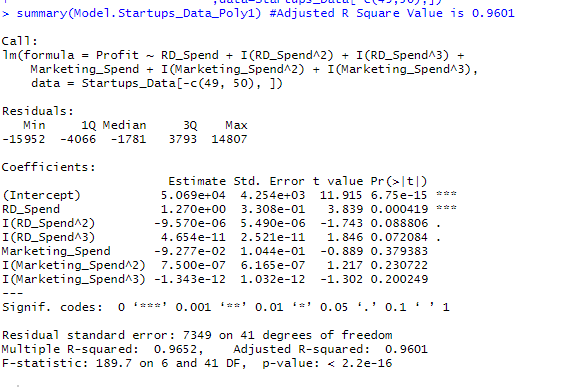 ,data=Startups_Data[-c(49,50),])
> summary(Model.Startups_Data_Poly1) #Adjusted R Square Value is 0.9601
Call:
lm(formula = Profit ~ RD_Spend + I(RD_Spend^2) + I(RD_Spend^3) +
    Marketing_Spend + I(Marketing_Spend^2) + I(Marketing_Spend^3),
    data = Startups_Data[-c(49, 50), ])
Residuals:
   Min     1Q Median     3Q    Max
-15952  -4066  -1781   3793  14807
Coefficients:
                       Estimate Std. Error t value Pr(>|t|)
(Intercept)           5.069e+04  4.254e+03  11.915 6.75e-15 ***
RD_Spend              1.270e+00  3.308e-01   3.839 0.000419 ***
I(RD_Spend^2)        -9.570e-06  5.490e-06  -1.743 0.088806 .
I(RD_Spend^3)         4.654e-11  2.521e-11   1.846 0.072084 .
Marketing_Spend      -9.277e-02  1.044e-01  -0.889 0.379383
I(Marketing_Spend^2)  7.500e-07  6.165e-07   1.217 0.230722
I(Marketing_Spend^3) -1.343e-12  1.032e-12  -1.302 0.200249
---
Signif. codes:  0 ‘***’ 0.001 ‘**’ 0.01 ‘*’ 0.05 ‘.’ 0.1 ‘ ’ 1
Residual standard error: 7349 on 41 degrees of freedom
Multiple R-squared:  0.9652,    Adjusted R-squared:  0.9601
F-statistic: 189.7 on 6 and 41 DF,  p-value: < 2.2e-16